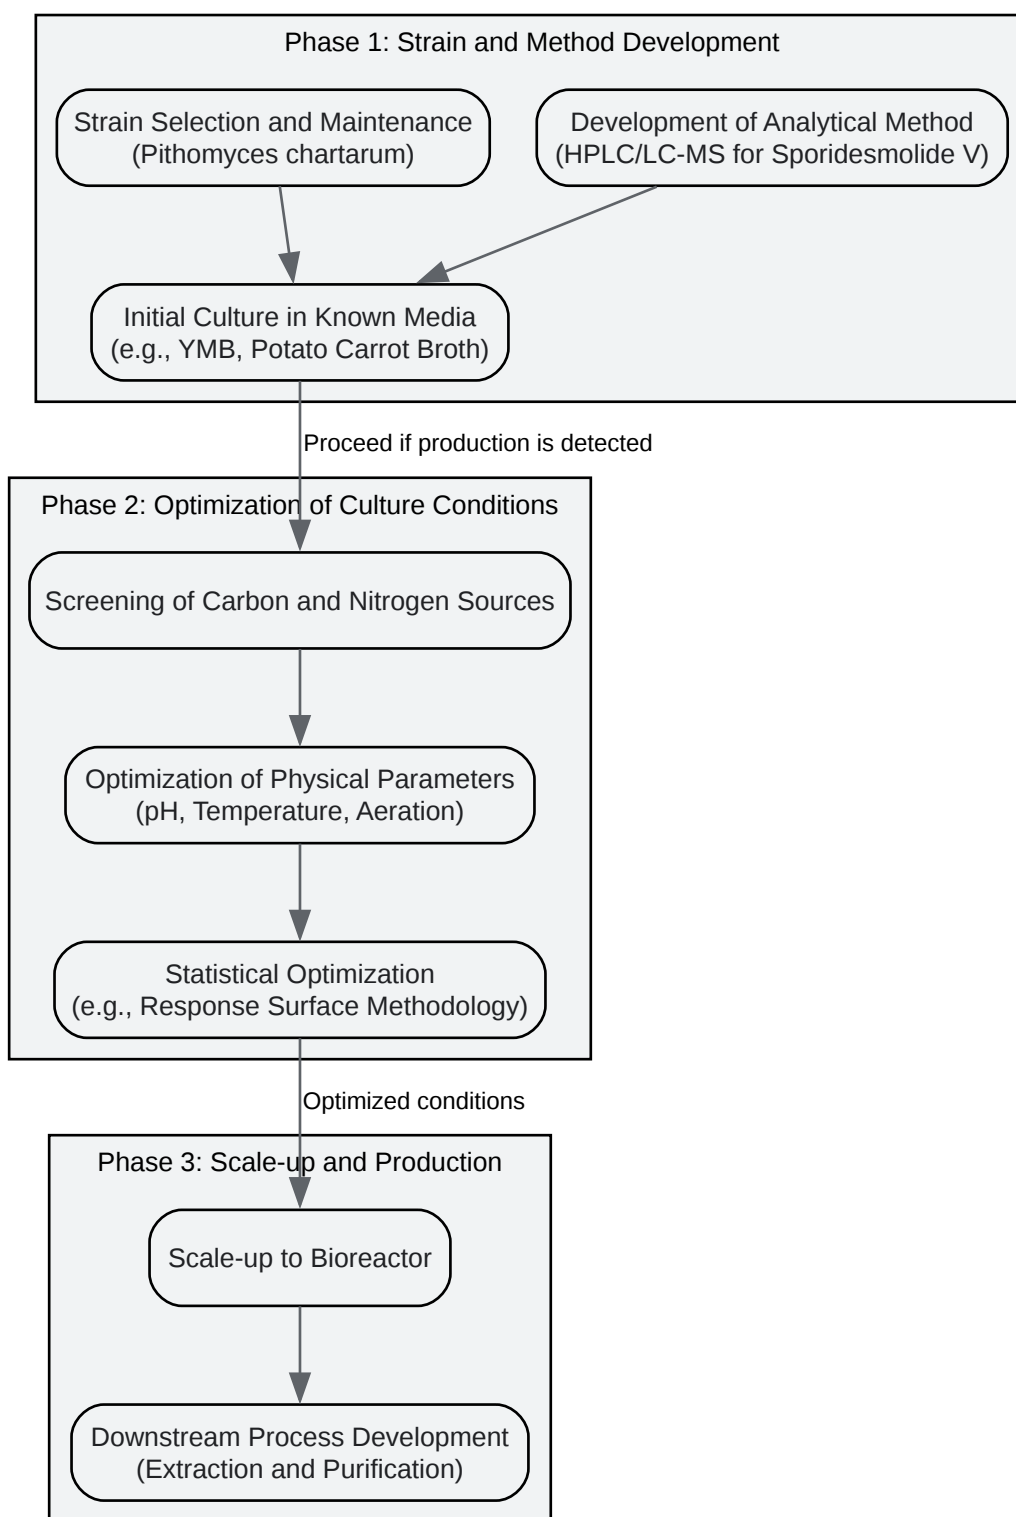 Phase 1: Strain and Method Development
Strain Selection and Maintenance
(Pithomyces chartarum)
Development of Analytical Method
(HPLC/LC-MS for Sporidesmolide V)
Initial Culture in Known Media
(e.g., YMB, Potato Carrot Broth)
Proceed if production is detected
Phase 2: Optimization of Culture Conditions
Screening of Carbon and Nitrogen Sources
Optimization of Physical Parameters
(pH, Temperature, Aeration)
Statistical Optimization
(e.g., Response Surface Methodology)
Optimized conditions
Phase 3: Scale-up and Production
Scale-up to Bioreactor
Downstream Process Development
(Extraction and Purification)